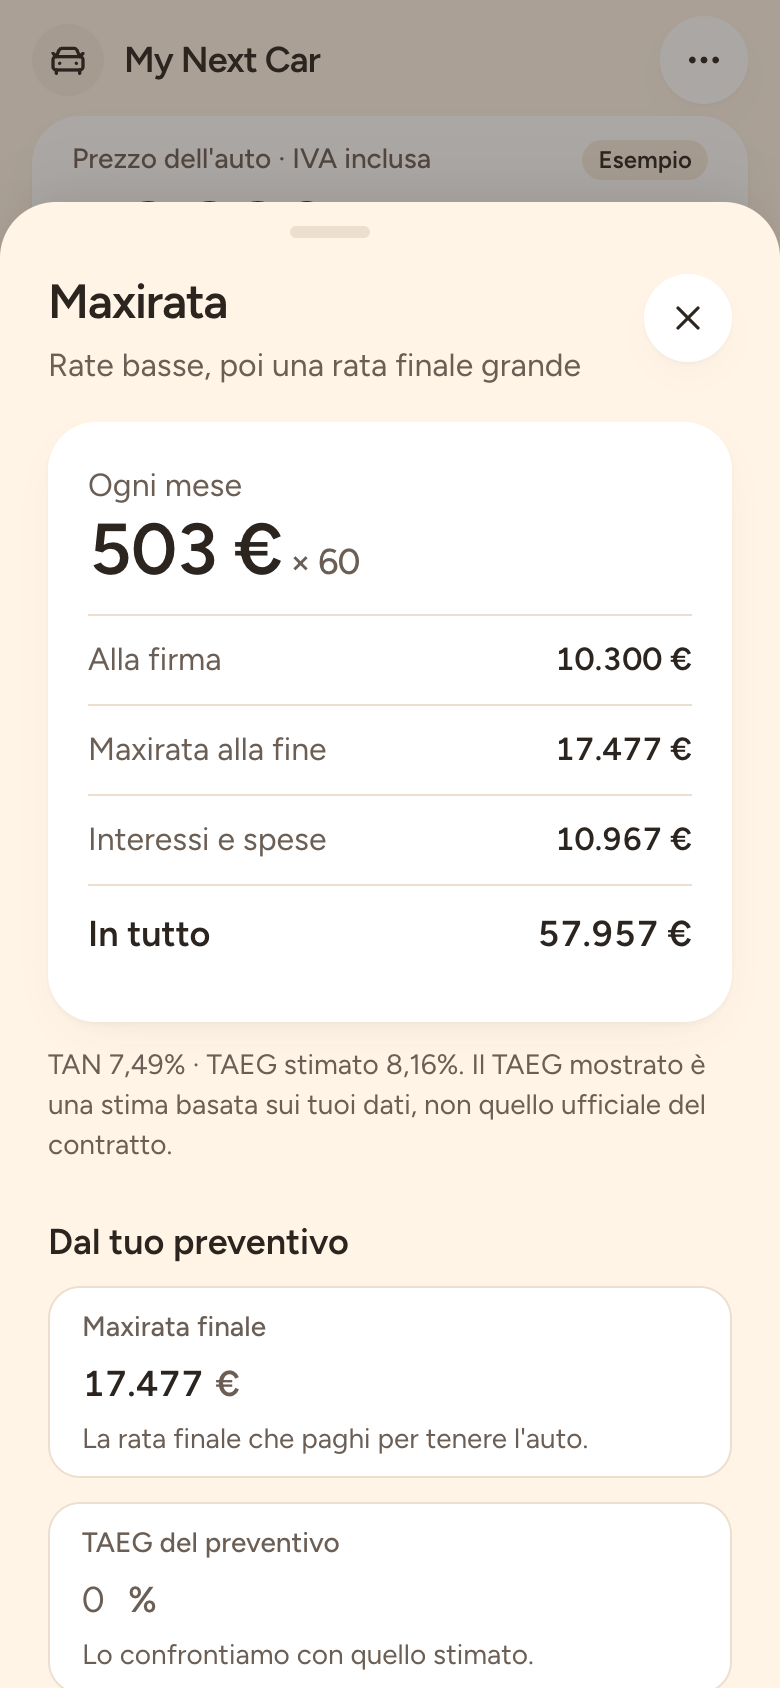 My Next Car
Prezzo dell'auto · IVA inclusa
Esempio
Maxirata
Rate basse, poi una rata finale grande
Ogni mese
503 € × 60
Alla firma 10.300 €
Maxirata alla fine 17.477 €
Interessi e spese 10.967 €
In tutto 57.957 €
TAN 7,49% · TAEG stimato 8,16%. Il TAEG mostrato è
una stima basata sui tuoi dati, non quello ufficiale del
contratto.
Dal tuo preventivo
Maxirata finale
17.477 €
La rata finale che paghi per tenere l'auto.
TAEG del preventivo
0 %
Lo confrontiamo con quello stimato.